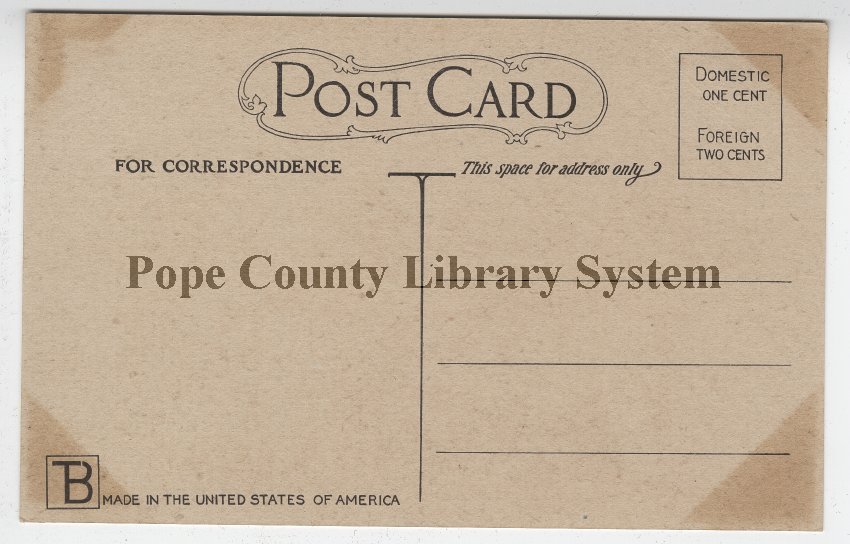 POST CARD
DOMESTIC
ONE CENT
FOREIGN
TWO CENTS
FOR CORRESPONDENCE
This space for address only
Pope County Library System
TB
MADE IN THE UNITED STATES OF AMERICA